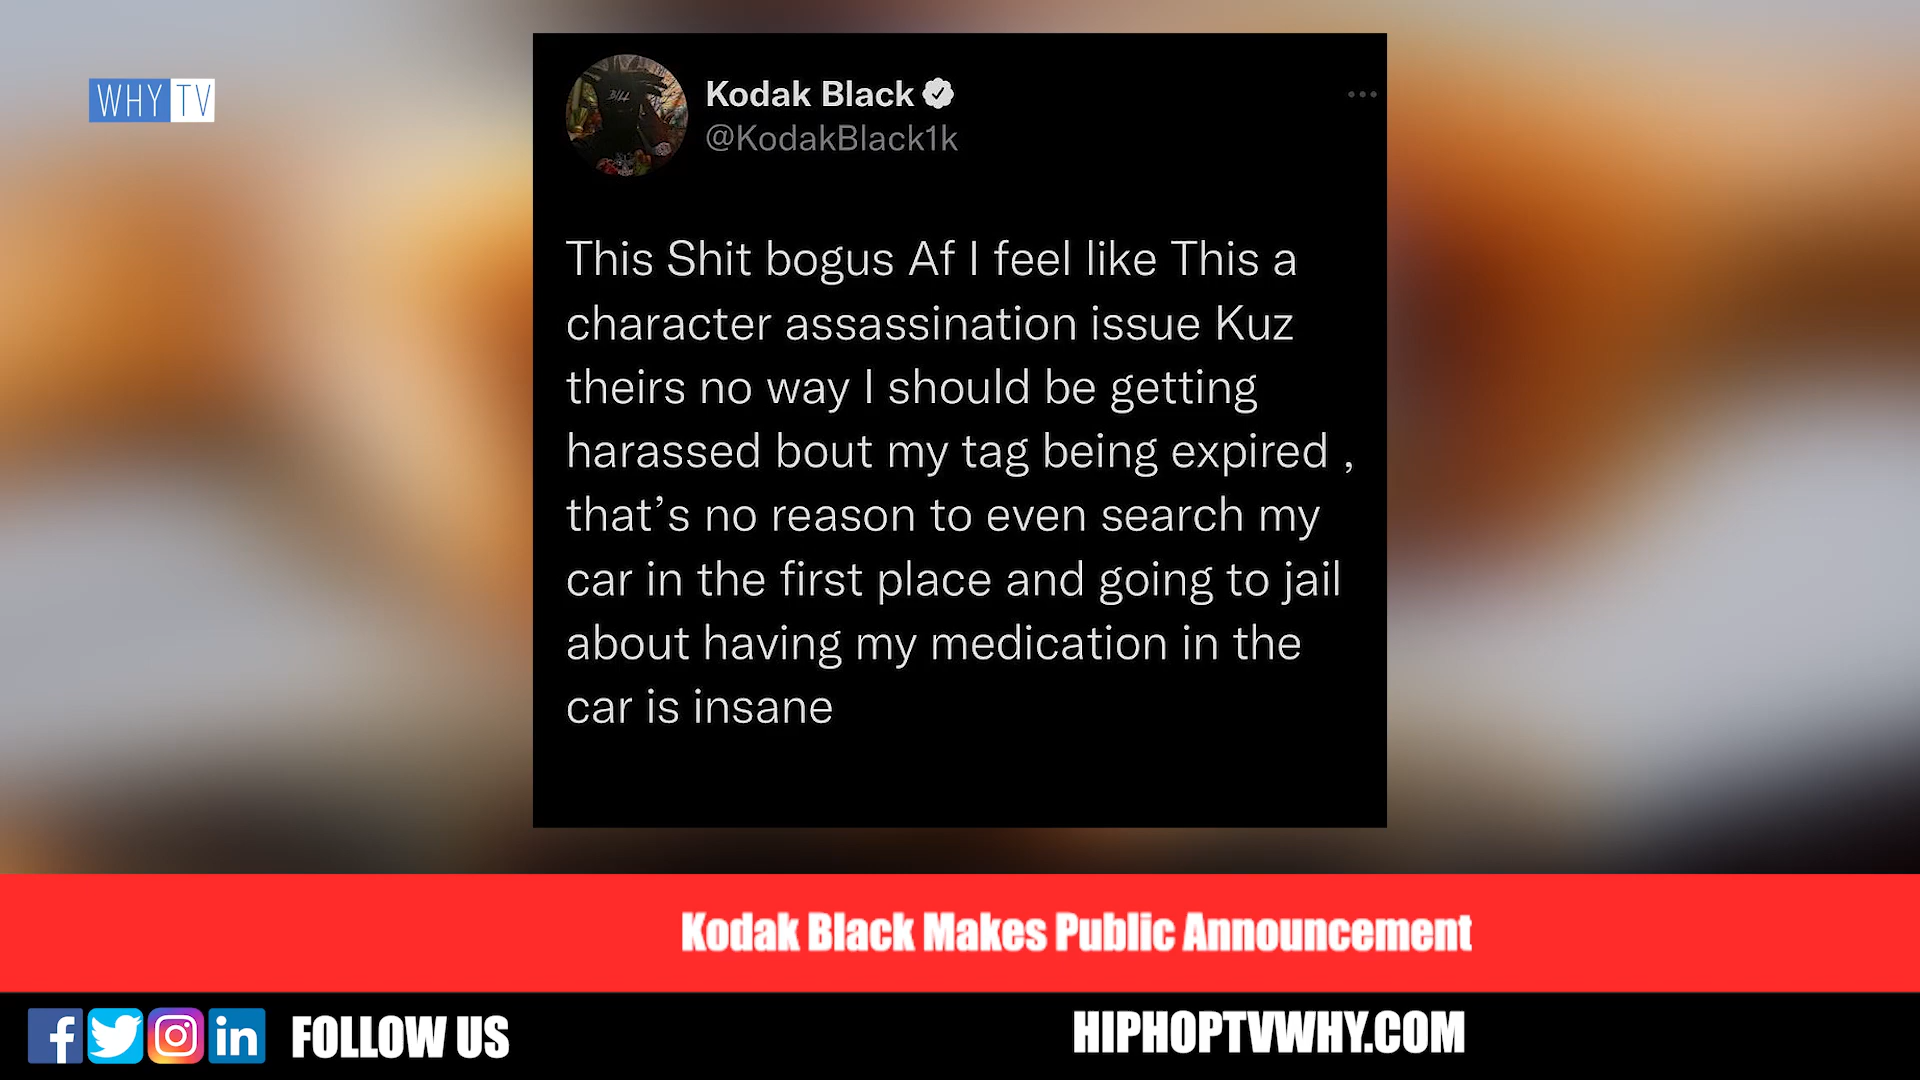 WHY TV
Kodak Black
@KodakBlack1k
This Shit bogus Af I feel like This a
character assassination issue Kuz
theirs no way I should be getting
harassed bout my tag being expired ,
that’s no reason to even search my
car in the first place and going to jail
about having my medication in the
car is insane
Kodak Black Makes Public Announcement
FOLLOW US
HIPHOPTVWHY.COM